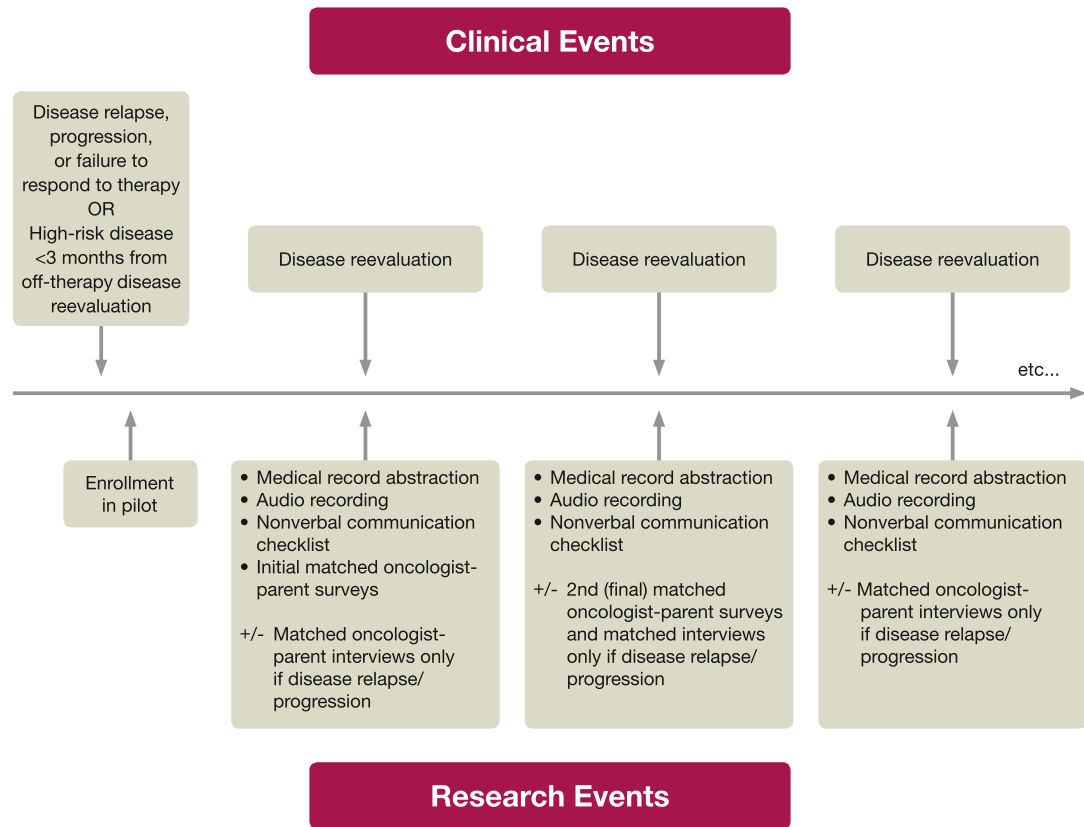 Clinical Events
Disease relapse,
progression,
or failure to
respond to therapy
OR
High-risk disease
<3 months from
off-therapy disease
reevaluation
Disease reevaluation
Disease reevaluation
Disease reevaluation
etc...
Enrollment
in pilot
• Medical record abstraction
• Audio recording
• Nonverbal communication
checklist
• Initial matched oncologist-
parent surveys
+/- Matched oncologist-
parent interviews only
if disease relapse/
progression
• Medical record abstraction
• Audio recording
• Nonverbal communication
checklist
+/- 2nd (final) matched
oncologist-parent surveys
and matched interviews
only if disease relapse/
progression
• Medical record abstraction
• Audio recording
• Nonverbal communication
checklist
+/- Matched oncologist-
parent interviews only
if disease relapse/
progression
Research Events